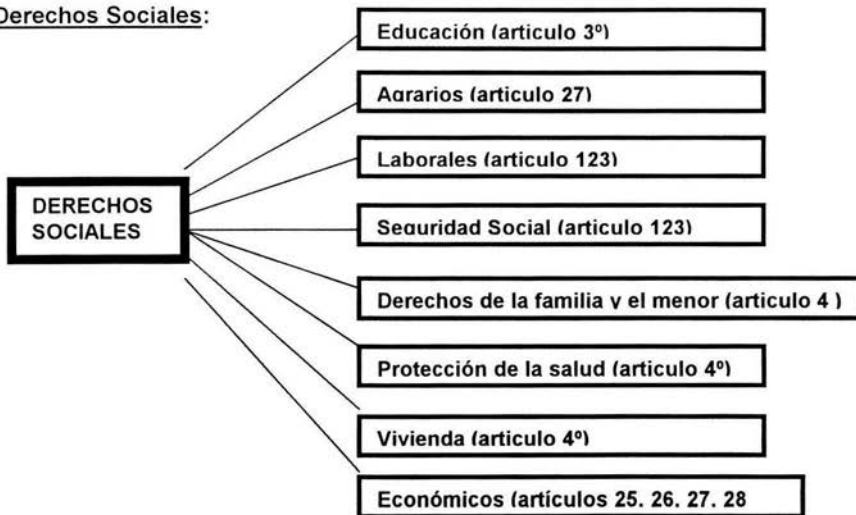 Derechos Sociales:
Educación (articulo 3º)
Agrarios (articulo 27)
Laborales (articulo 123)
DERECHOS
SOCIALES
Seguridad Social (articulo 123)
Derechos de la familia y el menor (articulo 4 )
Protección de la salud (articulo 4º)
Vivienda (articulo 4º)
Económicos (artículos 25. 26. 27. 28